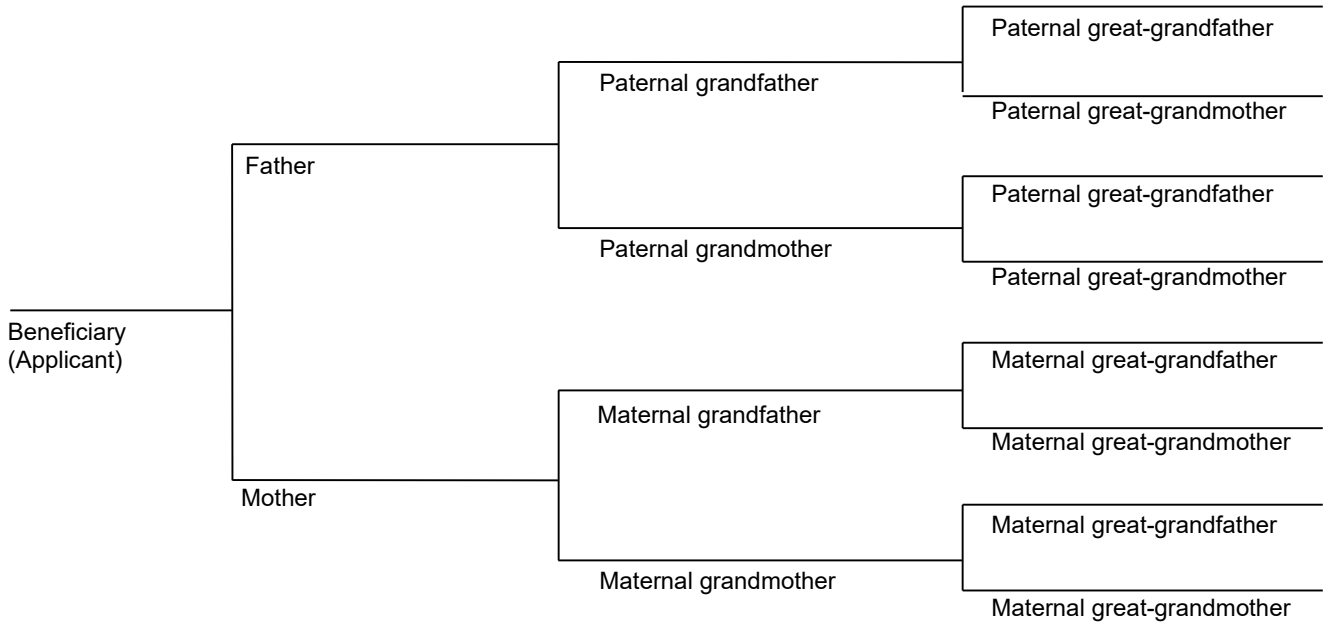 Paternal great-grandfather
Paternal grandfather
Paternal great-grandmother
Father
Paternal great-grandfather
Paternal grandmother
Paternal great-grandmother
Beneficiary
(Applicant)
Maternal great-grandfather
Maternal grandfather
Maternal great-grandmother
Mother
Maternal great-grandfather
Maternal grandmother
Maternal great-grandmother